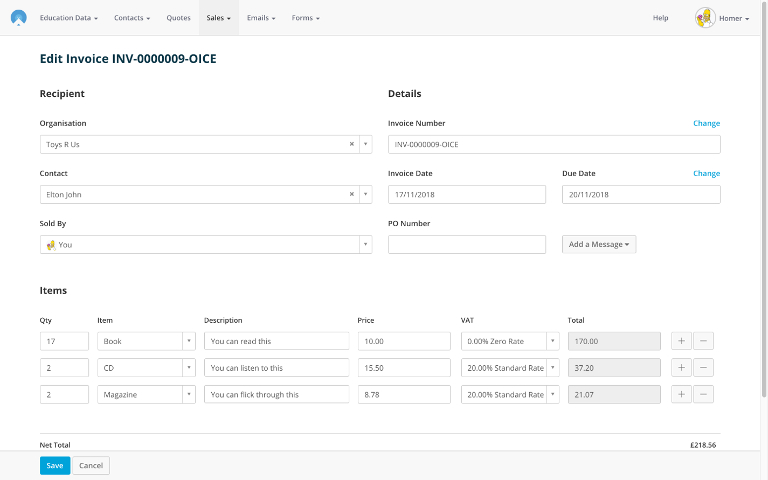 Education Data Contacts Quotes Sales Emails Forms Help Homer
Edit Invoice INV-0000009-OICE
Recipient Details
Organisation Invoice Number Change
Toys R Us INV-0000009-OICE
Contact Invoice Date Due Date Change
Elton John 17/11/2018 20/11/2018
Sold By PO Number
You Add a Message
Items
Qty Item Description Price VAT Total
17 Book You can read this 10.00 0.00% Zero Rate 170.00
2 CD You can listen to this 15.50 20.00% Standard Rate 37.20
2 Magazine You can flick through this 8.78 20.00% Standard Rate 21.07
Net Total £218.56
Save Cancel